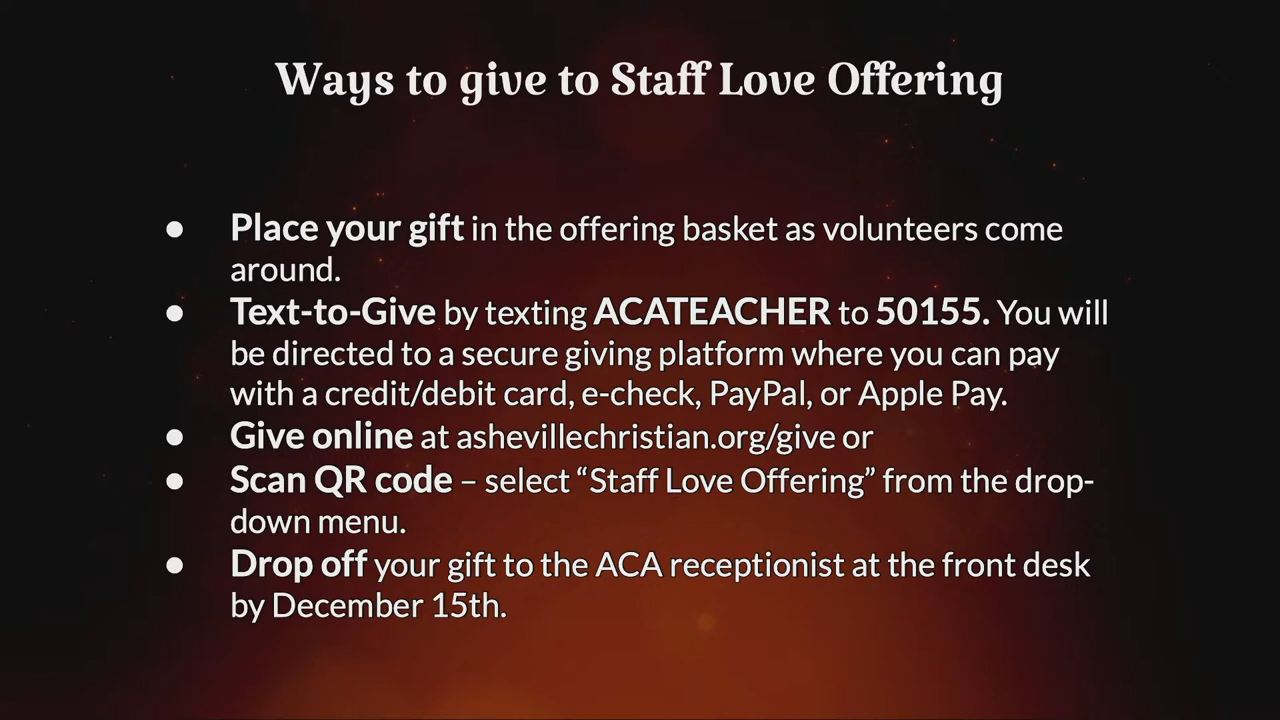 Ways to give to Staff Love Offering
● Place your gift in the offering basket as volunteers come
around.
● Text-to-Give by texting ACATEACHER to 50155. You will
be directed to a secure giving platform where you can pay
with a credit/debit card, e-check, PayPal, or Apple Pay.
● Give online at ashevillechristian.org/give or
● Scan QR code – select “Staff Love Offering” from the drop-
down menu.
● Drop off your gift to the ACA receptionist at the front desk
by December 15th.